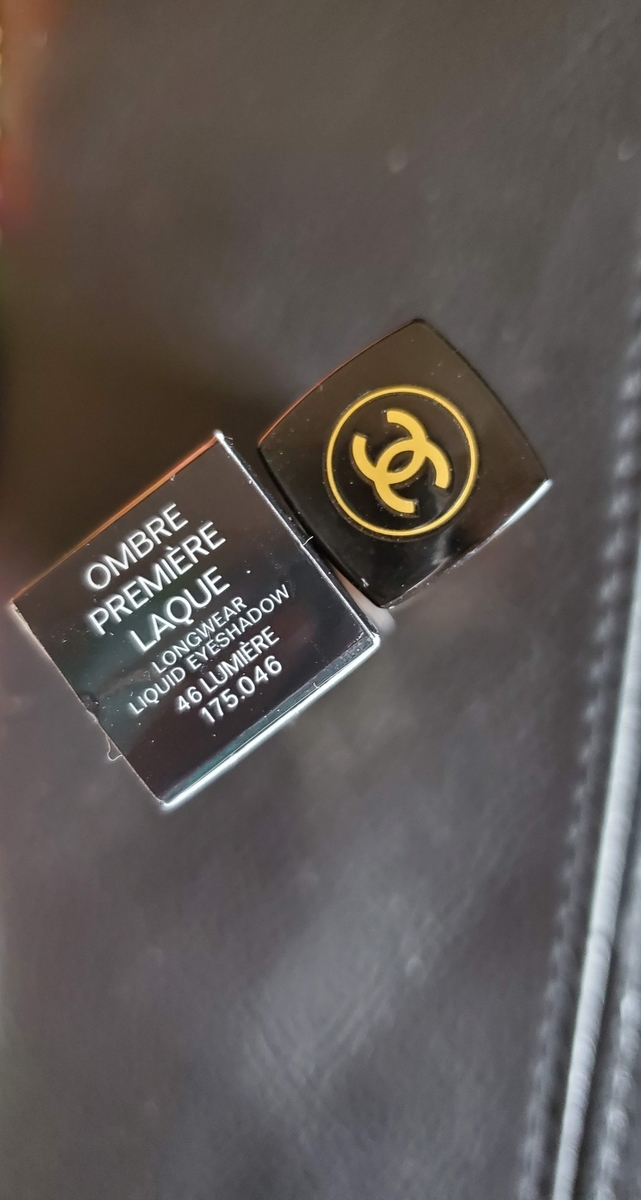 OMBRE
PREMIÈRE
LAQUE
LONGWEAR
LIQUID EYESHADOW
46 LUMIÈRE
175.046